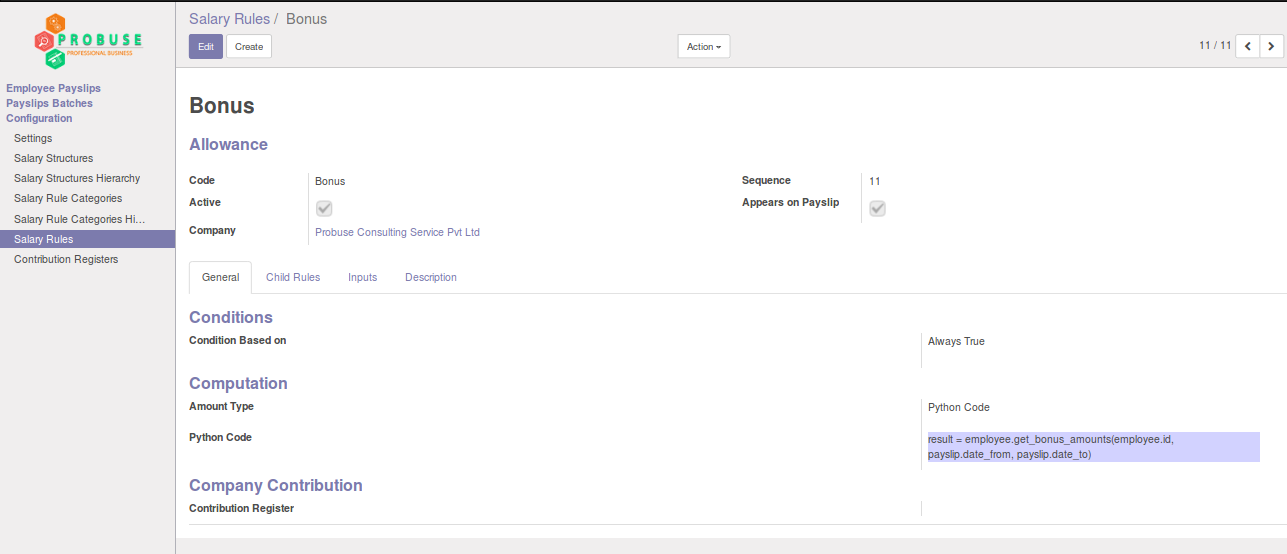 PROBUSE
PROFESSIONAL BUSINESS
Employee Payslips
Payslips Batches
Configuration
Settings
Salary Structures
Salary Structures Hierarchy
Salary Rule Categories
Salary Rule Categories Hi...
Salary Rules
Contribution Registers
Salary Rules / Bonus
Edit Create Action 11 / 11
Bonus
Allowance
Code Bonus Sequence 11
Active Appears on Payslip
Company Probuse Consulting Service Pvt Ltd
General Child Rules Inputs Description
Conditions
Condition Based on Always True
Computation
Amount Type Python Code
Python Code result = employee.get_bonus_amounts(employee.id,
payslip.date_from, payslip.date_to)
Company Contribution
Contribution Register